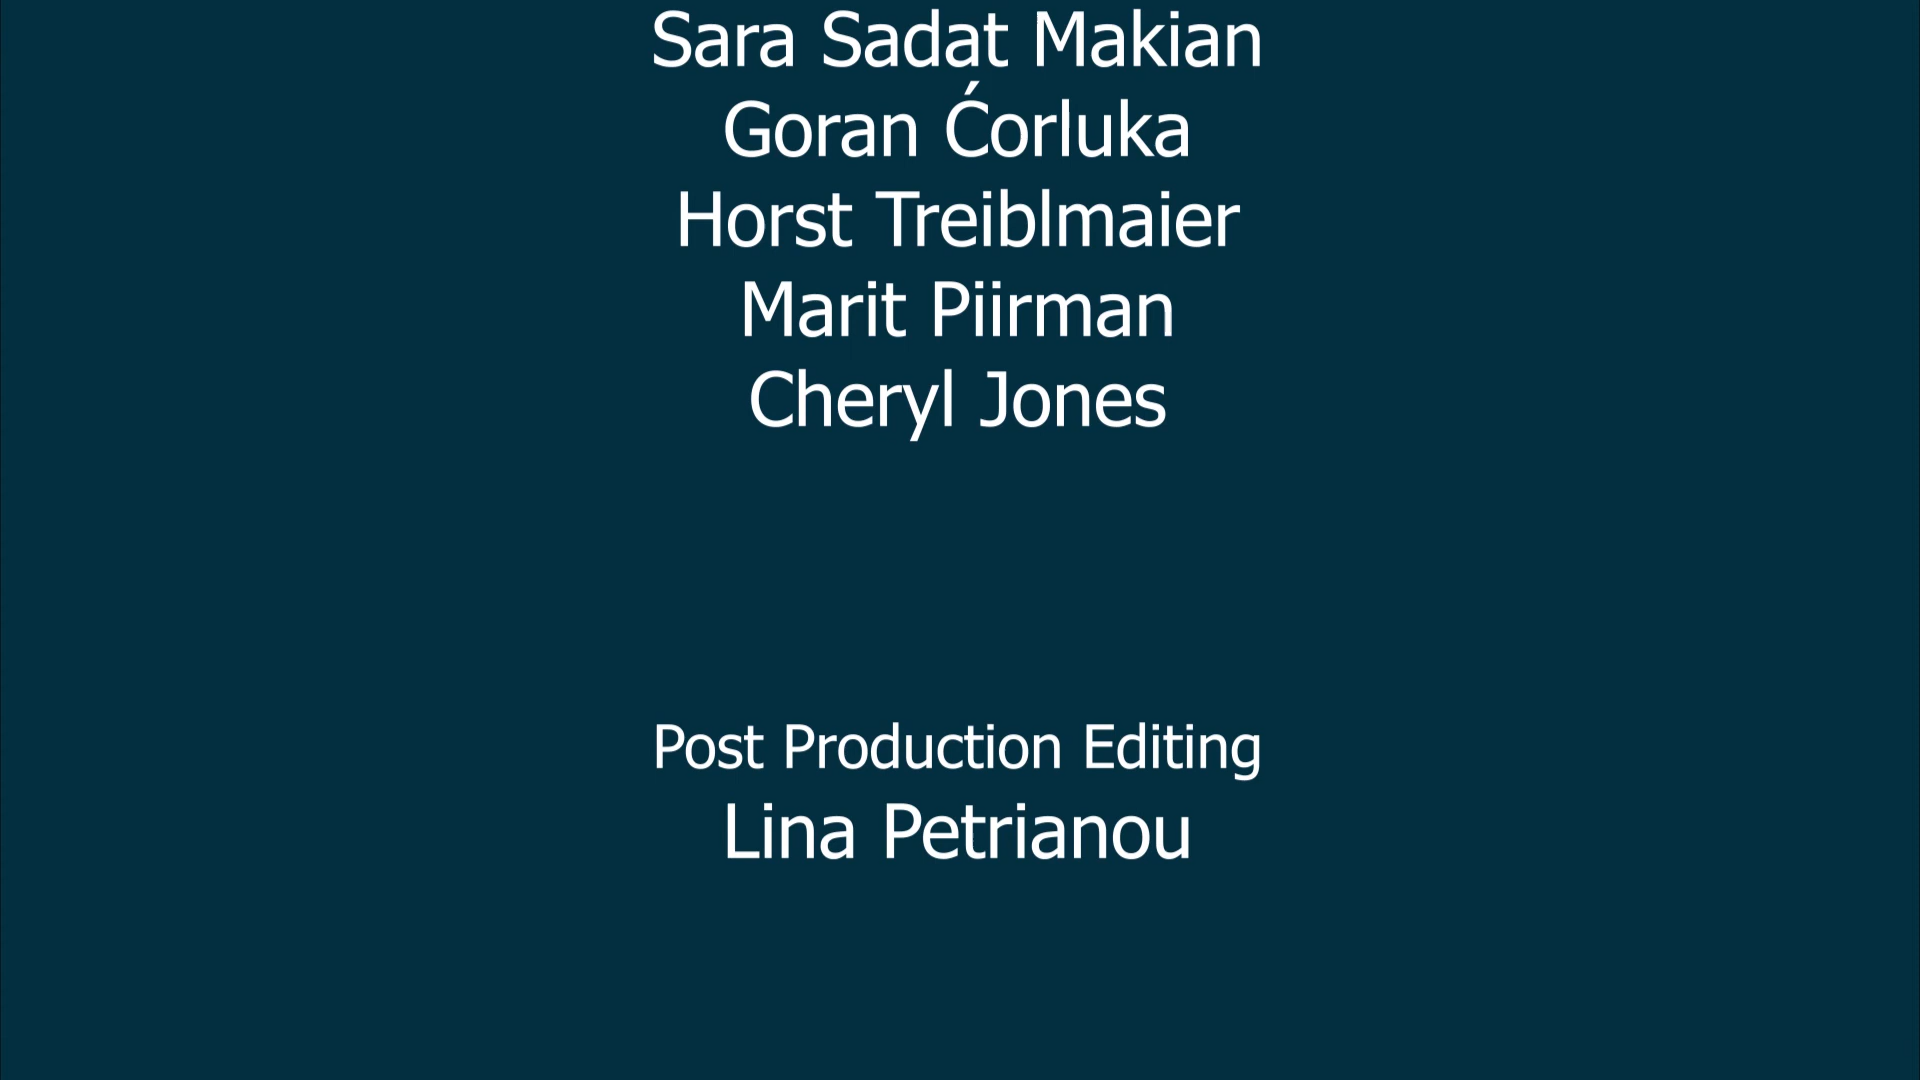 Sara Sadat Makian
Goran Ćorluka
Horst Treiblmaier
Marit Piirman
Cheryl Jones
Post Production Editing
Lina Petrianou